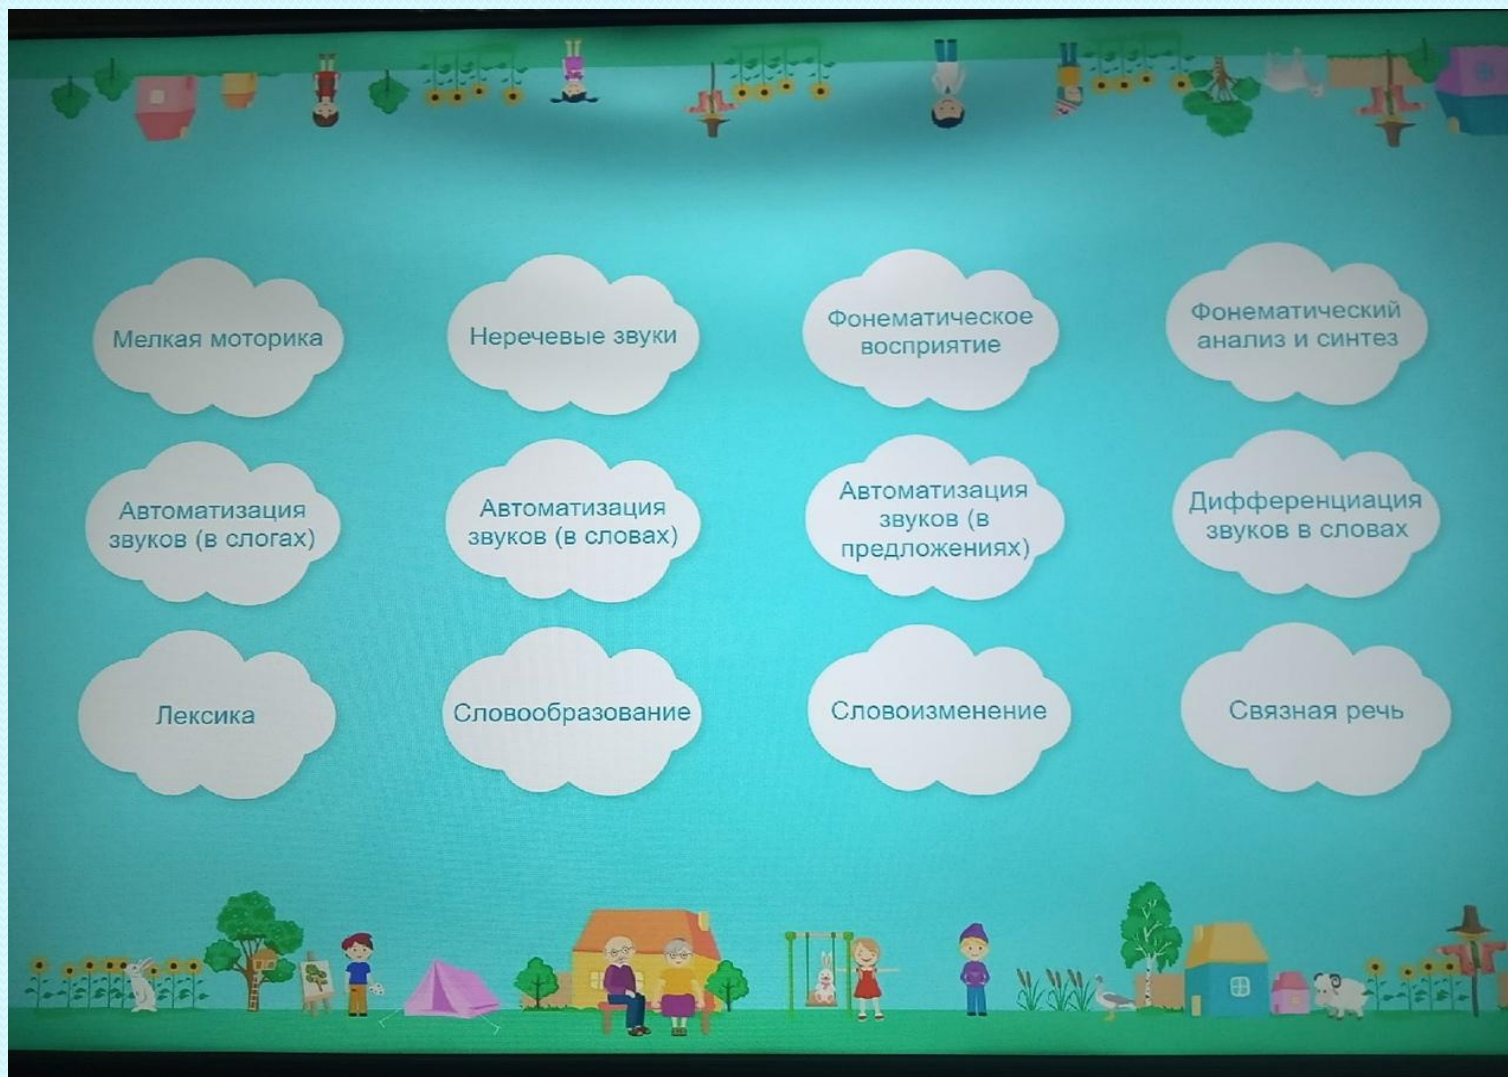 Мелкая моторика
Неречевые звуки
Фонематическое
восприятие
Фонематический
анализ и синтез
Автоматизация
звуков (в слогах)
Автоматизация
звуков (в словах)
Автоматизация
звуков (в
предложениях)
Дифференциация
звуков в словах
Лексика
Словообразование
Словоизменение
Связная речь